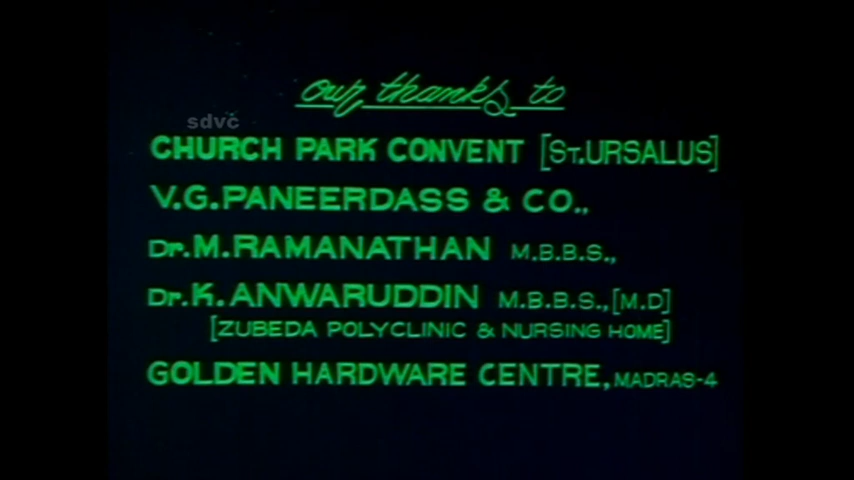 our thanks to
sdvc
CHURCH PARK CONVENT [ST.URSALUS]
V.G.PANEERDASS & CO.,
Dr.M.RAMANATHAN M.B.B.S.,
Dr.K.ANWARUDDIN M.B.B.S.,[M.D]
[ZUBEDA POLYCLINIC & NURSING HOME]
GOLDEN HARDWARE CENTRE, MADRAS-4